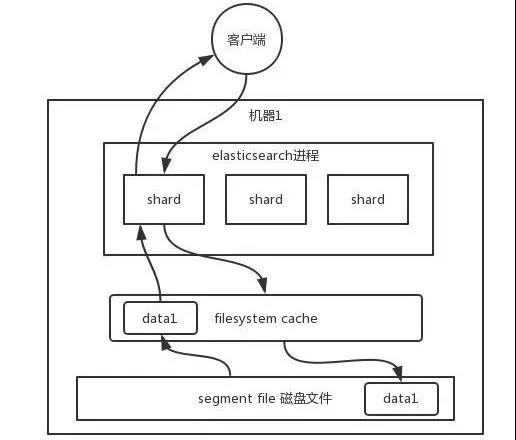 客户端
机器1
elasticsearch进程
shard
shard
shard
data1
filesystem cache
segment file 磁盘文件
data1